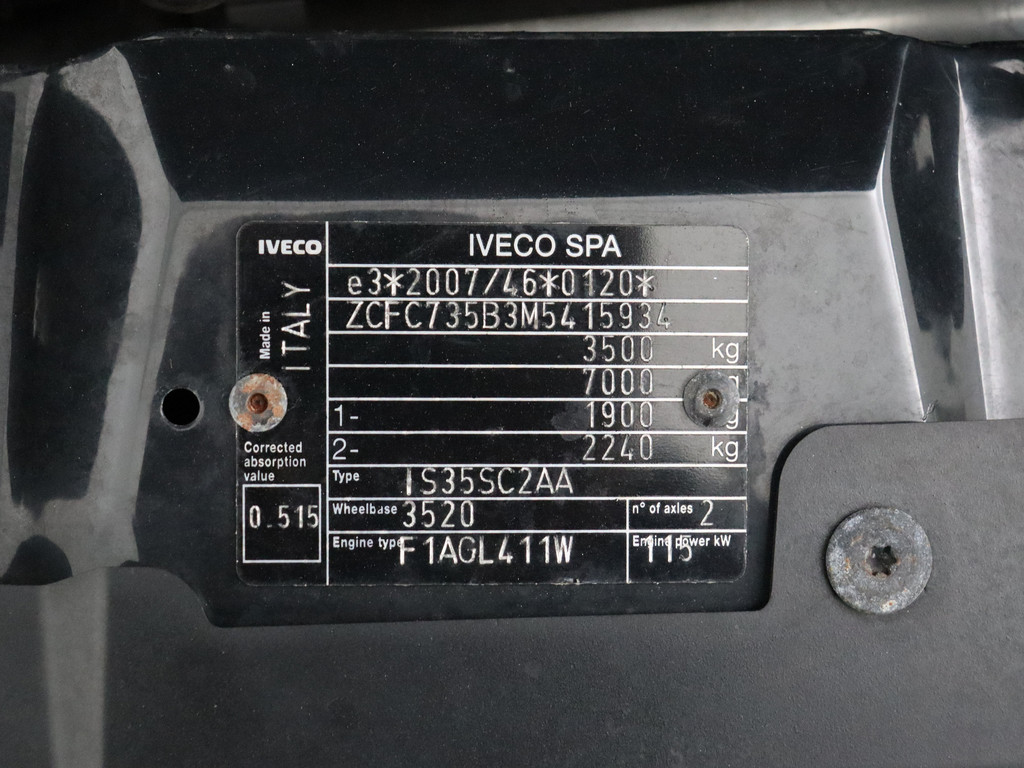 IVECO
IVECO SPA
Made in
ITALY
e3*2007/46*0120*
ZCFC735B3M5415934
3500 kg
7000
1- 1900 g
2- 2240 kg
Corrected
absorption
value
0.515
Type IS35SC2AA
Wheelbase 3520 n° of axles 2
Engine type F1AGL411W Engine power kW 115